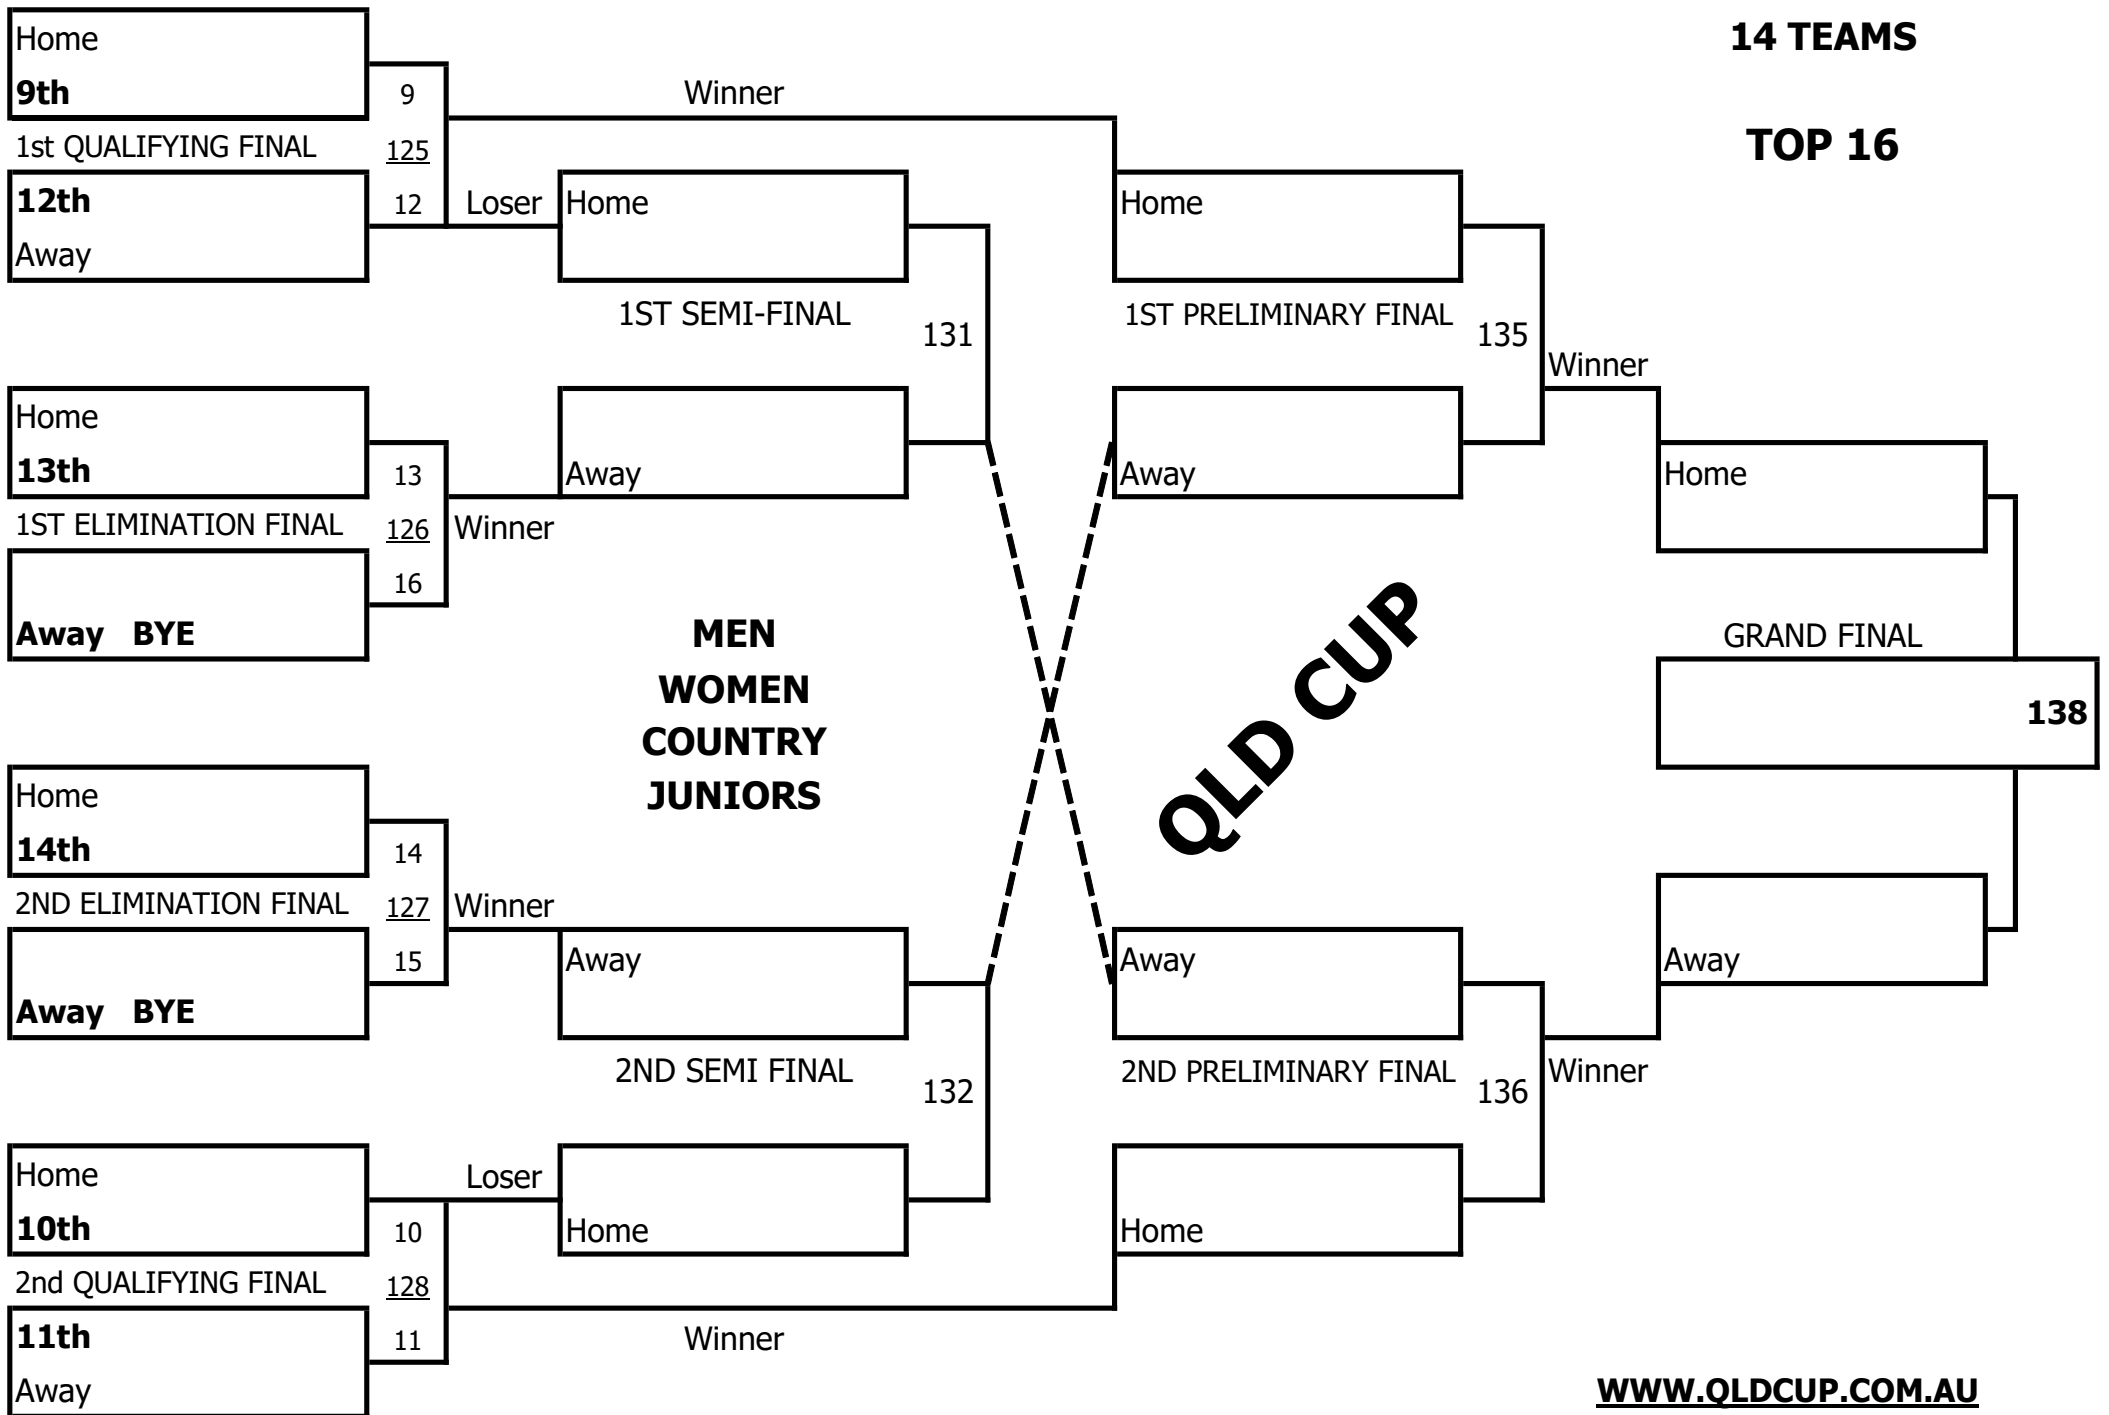 Home
14 TEAMS
9th
9
Winner
1st QUALIFYING FINAL
125
TOP 16
12th
12
Loser
Home
Home
Away
1ST SEMI-FINAL
131
1ST PRELIMINARY FINAL
135
Winner
Home
13th
13
Away
Away
Home
1ST ELIMINATION FINAL
126
Winner
16
Away BYE
MEN
WOMEN
COUNTRY
JUNIORS
QLD CUP
GRAND FINAL
138
Home
14th
14
2ND ELIMINATION FINAL
127
Winner
15
Away
Away
Away
Away BYE
2ND SEMI FINAL
132
2ND PRELIMINARY FINAL
136
Winner
Home
Loser
10th
10
Home
Home
2nd QUALIFYING FINAL
128
11th
11
Winner
Away
WWW.QLDCUP.COM.AU